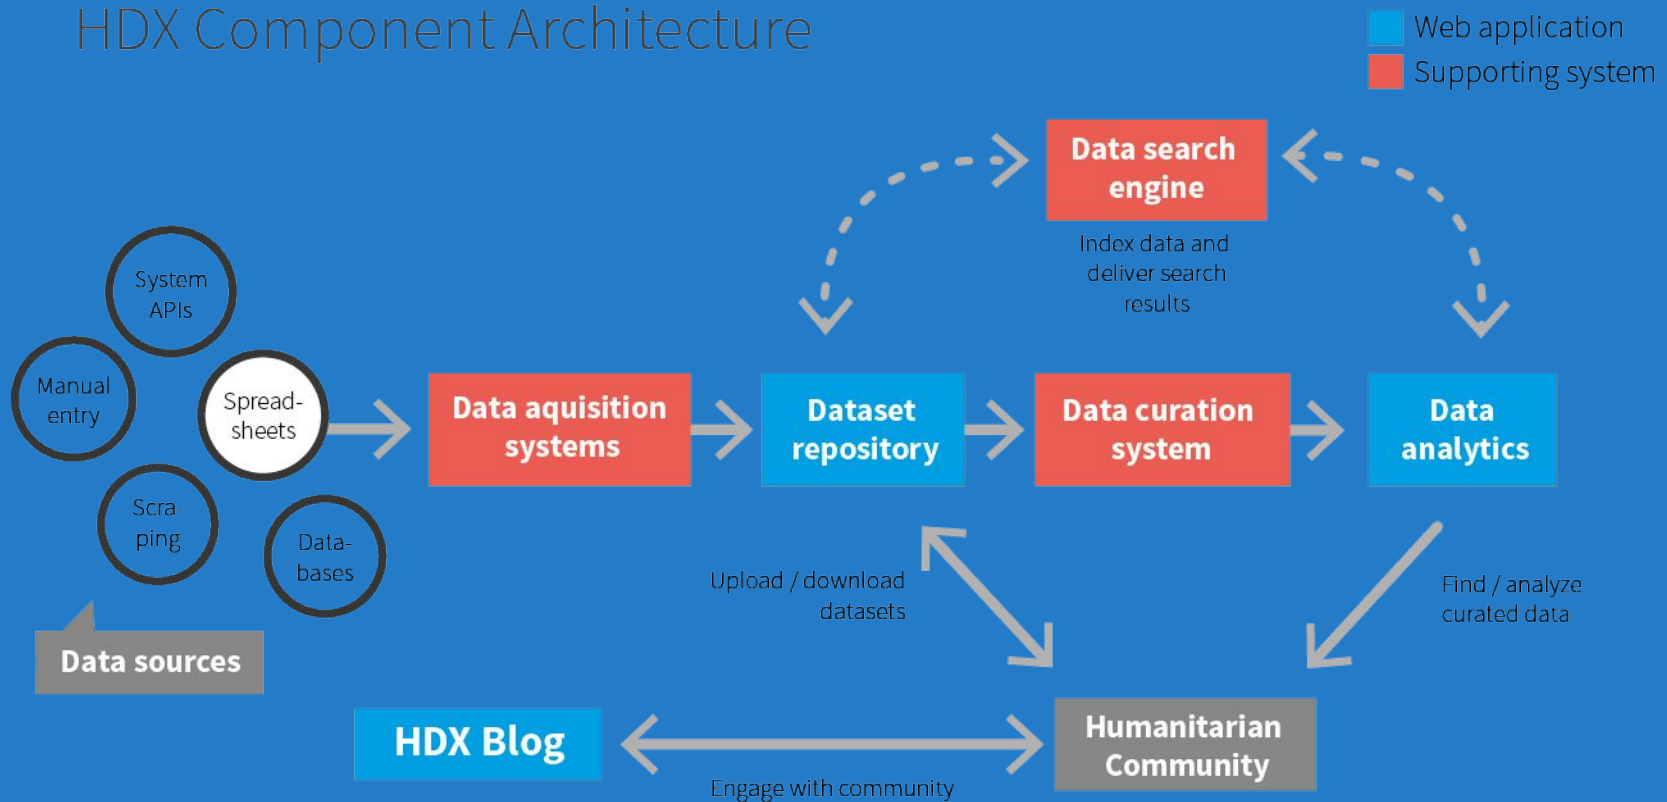 HDX Component Architecture
Web application
Supporting system
Data search
engine
Index data and
deliver search
results
System
APIs
Manual
entry
Spread-
sheets
Scra-
ping
Data-
bases
Data sources
Data aquisition
systems
Dataset
repository
Data curation
system
Data
analytics
Upload / download
datasets
Find / analyze
curated data
HDX Blog
Engage with community
Humanitarian
Community